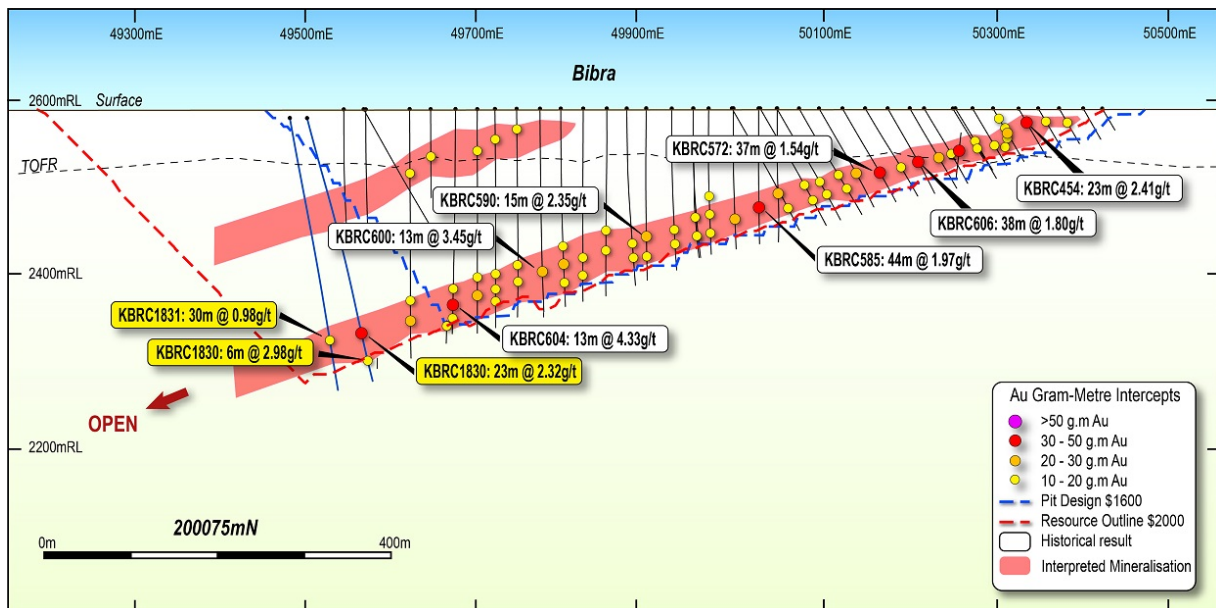 49300mE
49500mE
49700mE
49900mE
50100mE
50300mE
50500mE
Bibra
2600mRL
Surface
TOFR
KBRC572: 37m @ 1.54g/t
KBRC454: 23m @ 2.41g/t
KBRC590: 15m @ 2.35g/t
KBRC606: 38m @ 1.80g/t
KBRC600: 13m @ 3.45g/t
KBRC585: 44m @ 1.97g/t
2400mRL
KBRC1831: 30m @ 0.98g/t
KBRC604: 13m @ 4.33g/t
KBRC1830: 6m @ 2.98g/t
KBRC1830: 23m @ 2.32g/t
OPEN
2200mRL
200075mN
0m
400m
Au Gram-Metre Intercepts
>50 g.m Au
30 - 50 g.m Au
20 - 30 g.m Au
10 - 20 g.m Au
Pit Design $1600
Resource Outline $2000
Historical result
Interpreted Mineralisation